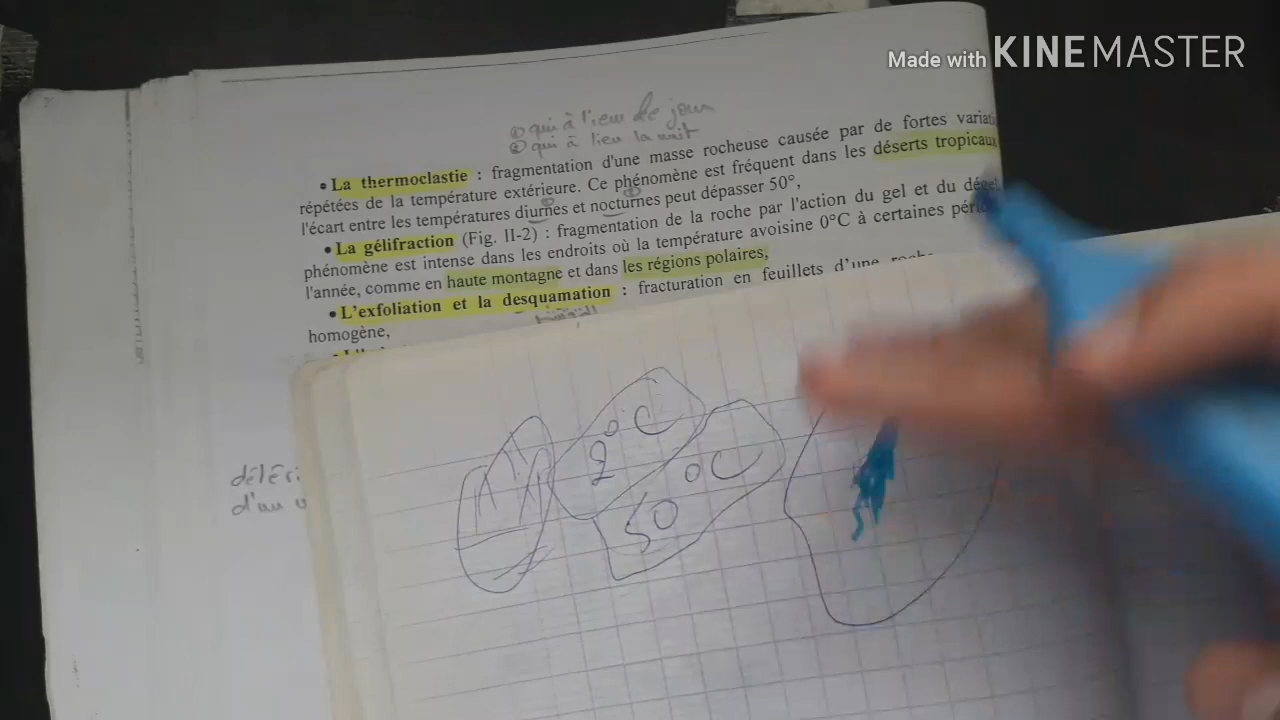 Made with KINEMASTER
① qui à lieu de jour
② qui à lieu la nuit
• La thermoclastie : fragmentation d'une masse rocheuse causée par de fortes variati
répétées de la température extérieure. Ce phénomène est fréquent dans les déserts tropicaux
l'écart entre les températures diurnes et nocturnes peut dépasser 50°,
① ②
• La gélifraction (Fig. II-2) : fragmentation de la roche par l'action du gel et du dégel
phénomène est intense dans les endroits où la température avoisine 0°C à certaines pério
l'année, comme en haute montagne et dans les régions polaires,
• L'exfoliation et la desquamation : fracturation en feuillets d'une roche
homogène,
2°C
50°C
d'au